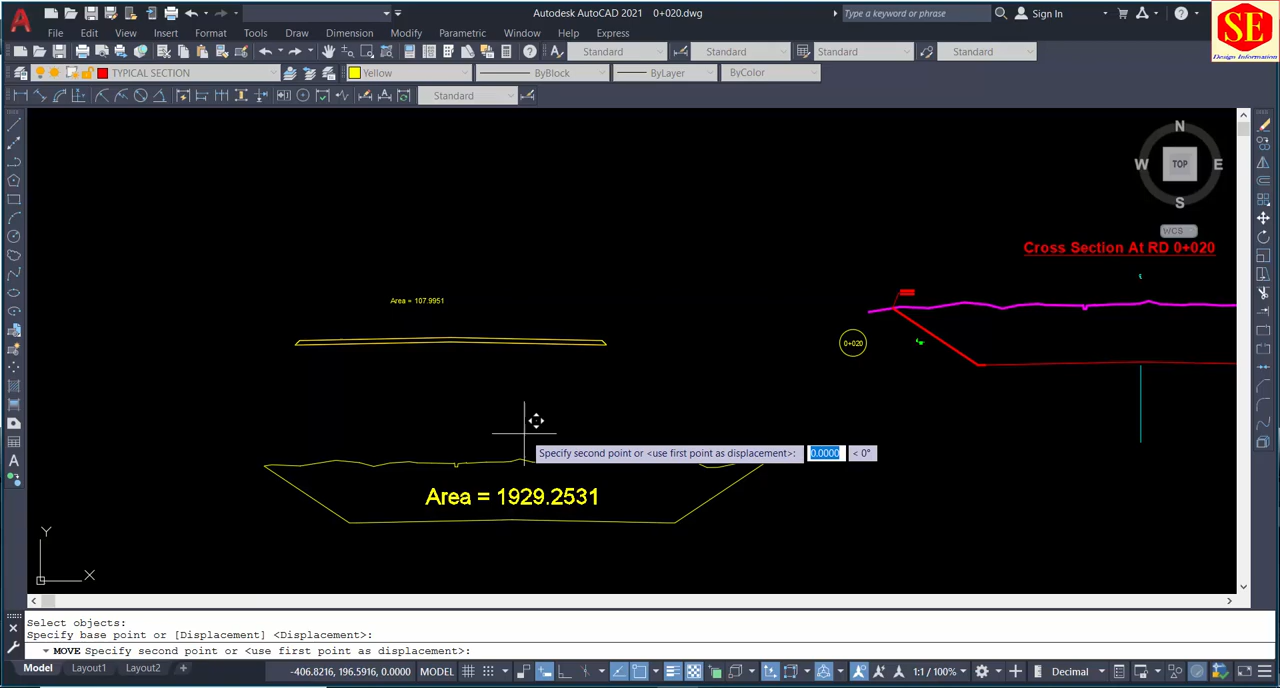 Autodesk AutoCAD 2021 0+020.dwg
Type a keyword or phrase
Sign In
SE
Design Information
File Edit View Insert Format Tools Draw Dimension Modify Parametric Window Help Express
Standard Standard Standard Standard
TYPICAL SECTION Yellow ByBlock ByLayer ByColor
Standard
N
W TOP E
S
WCS
Cross Section At RD 0+020
Area = 107.9951
0+020
Specify second point or <use first point as displacement>: 0.0000 < 0°
Area = 1929.2531
Y
X
Select objects:
Specify base point or [Displacement] <Displacement>:
MOVE Specify second point or <use first point as displacement>:
Model Layout1 Layout2 + -406.8216, 196.5916, 0.0000 MODEL 1:1 / 100% Decimal